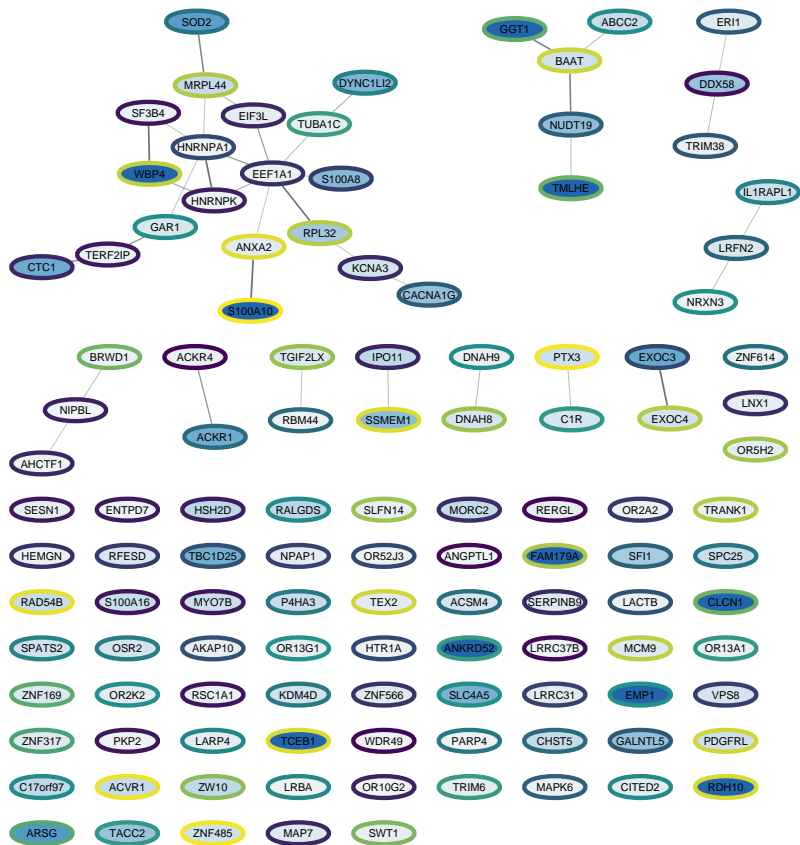 SOD2
GGT1
ABCC2
ERI1
BAAT
MRPL44
DYNC1LI2
DDX58
SF3B4
EIF3L
TUBA1C
NUDT19
HNRNPA1
TRIM38
WBP4
EEF1A1
S100A8
TMLHE
HNRNPK
IL1RAPL1
GAR1
RPL32
TERF2IP
ANXA2
LRFN2
CTC1
KCNA3
CACNA1G
NRXN3
S100A10
BRWD1
ACKR4
TGIF2LX
IPO11
DNAH9
PTX3
EXOC3
ZNF614
NIPBL
LNX1
RBM44
SSMEM1
DNAH8
C1R
EXOC4
ACKR1
OR5H2
AHCTF1
SESN1 ENTPD7 HSH2D RALGDS SLFN14 MORC2 RERGL OR2A2 TRANK1
HEMGN RFESD TBC1D25 NPAP1 OR52J3 ANGPTL1 FAM179A SFI1 SPC25
RAD54B S100A16 MYO7B P4HA3 TEX2 ACSM4 SERPINB9 LACTB CLCN1
SPATS2 OSR2 AKAP10 OR13G1 HTR1A ANKRD52 LRRC37B MCM9 OR13A1
ZNF169 OR2K2 RSC1A1 KDM4D ZNF566 SLC4A5 LRRC31 EMP1 VPS8
ZNF317 PKP2 LARP4 TCEB1 WDR49 PARP4 CHST5 GALNTL5 PDGFRL
C17orf97 ACVR1 ZW10 LRBA OR10G2 TRIM6 MAPK6 CITED2 RDH10
ARSG TACC2 ZNF485 MAP7 SWT1